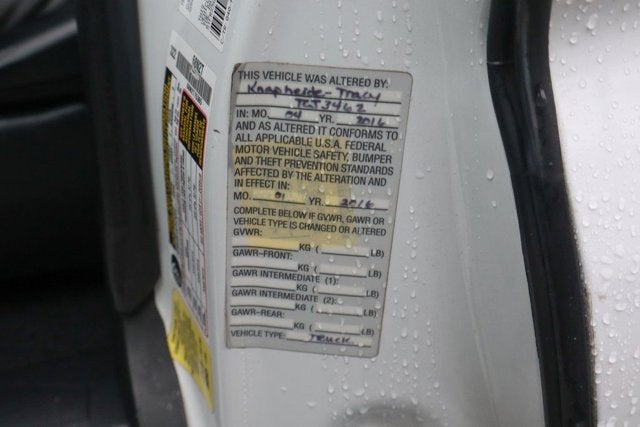 THIS VEHICLE WAS ALTERED BY:
Knapheide-Tracy
TCT3462
IN: MO. 04 YR. 2016
AND AS ALTERED IT CONFORMS TO
ALL APPLICABLE U.S.A. FEDERAL
MOTOR VEHICLE SAFETY, BUMPER
AND THEFT PREVENTION STANDARDS
AFFECTED BY THE ALTERATION AND
IN EFFECT IN:
MO. 01 YR. 2016
COMPLETE BELOW IF GVWR, GAWR OR
VEHICLE TYPE IS CHANGED OR ALTERED
GVWR:
KG ( LB)
GAWR-FRONT:
KG ( LB)
GAWR INTERMEDIATE (1):
KG ( LB)
GAWR INTERMEDIATE (2):
KG ( LB)
GAWR-REAR:
KG ( LB)
VEHICLE TYPE: Truck